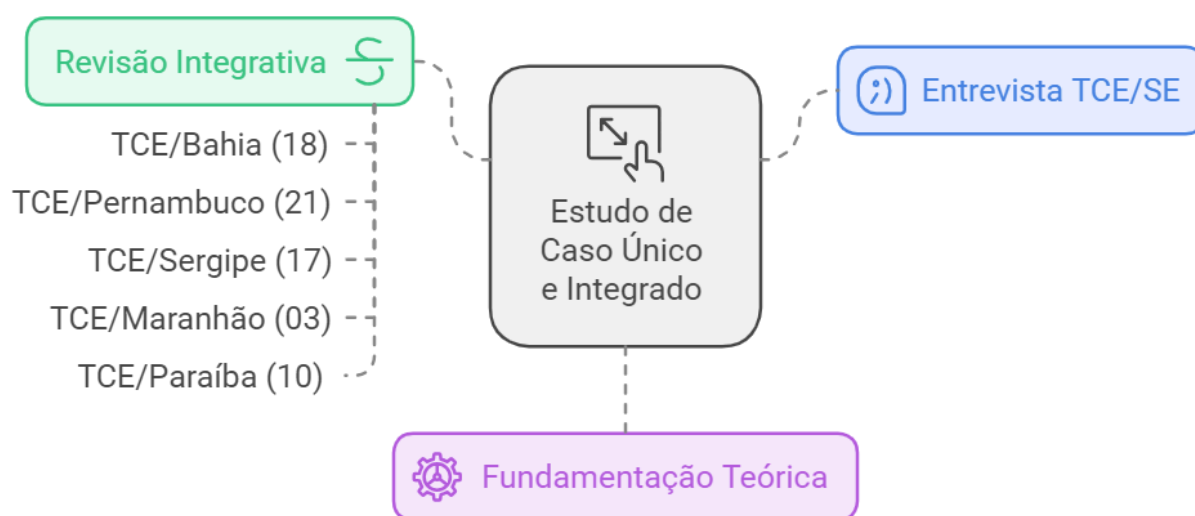 Revisão Integrativa
TCE/Bahia (18)
TCE/Pernambuco (21)
TCE/Sergipe (17)
TCE/Maranhão (03)
TCE/Paraíba (10)
Estudo de
Caso Único
e Integrado
Entrevista TCE/SE
Fundamentação Teórica